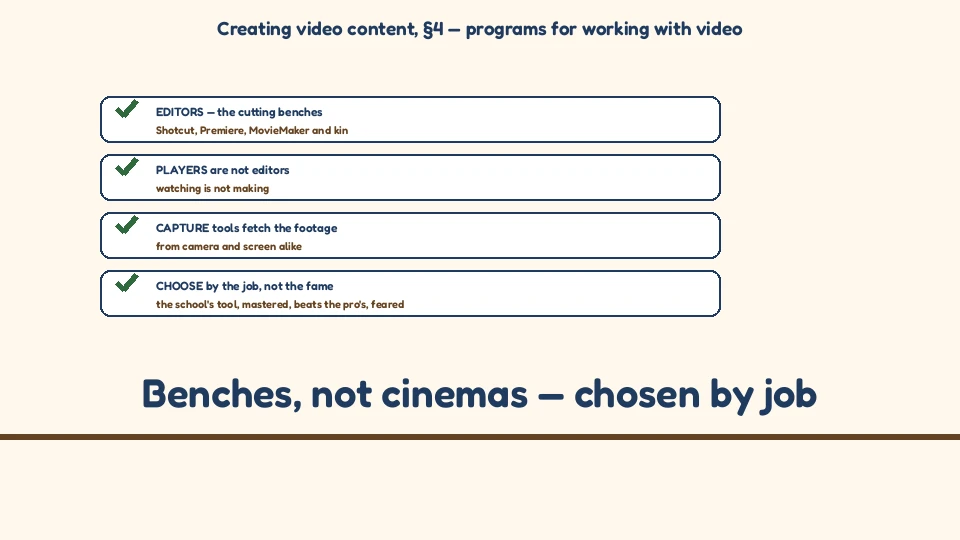 Creating video content, §4 — programs for working with video
EDITORS — the cutting benches
Shotcut, Premiere, MovieMaker and kin
PLAYERS are not editors
watching is not making
CAPTURE tools fetch the footage
from camera and screen alike
CHOOSE by the job, not the fame
the school's tool, mastered, beats the pro's, feared
Benches, not cinemas — chosen by job